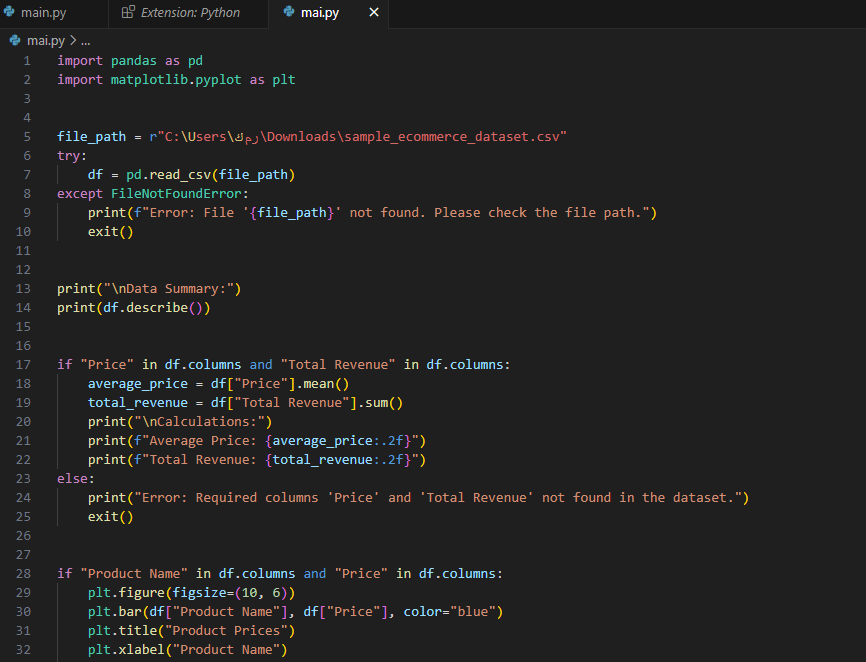 main.py
Extension: Python
mai.py
mai.py > ...
1 import pandas as pd
2 import matplotlib.pyplot as plt
3
4
5 file_path = r"C:\Users\رم ك\Downloads\sample_ecommerce_dataset.csv"
6 try:
7     df = pd.read_csv(file_path)
8 except FileNotFoundError:
9     print(f"Error: File '{file_path}' not found. Please check the file path.")
10     exit()
11
12
13 print("\nData Summary:")
14 print(df.describe())
15
16
17 if "Price" in df.columns and "Total Revenue" in df.columns:
18     average_price = df["Price"].mean()
19     total_revenue = df["Total Revenue"].sum()
20     print("\nCalculations:")
21     print(f"Average Price: {average_price:.2f}")
22     print(f"Total Revenue: {total_revenue:.2f}")
23 else:
24     print("Error: Required columns 'Price' and 'Total Revenue' not found in the dataset.")
25     exit()
26
27
28 if "Product Name" in df.columns and "Price" in df.columns:
29     plt.figure(figsize=(10, 6))
30     plt.bar(df["Product Name"], df["Price"], color="blue")
31     plt.title("Product Prices")
32     plt.xlabel("Product Name")